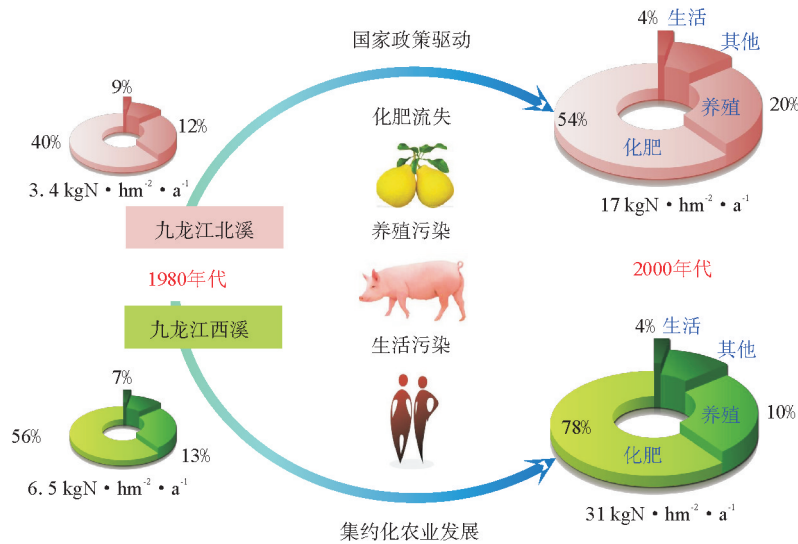 国家政策驱动
4%
生活
其他
养殖
20%
54%
化肥
17 kgN·hm⁻²·a⁻¹
9%
12%
40%
3.4 kgN·hm⁻²·a⁻¹
化肥流失
九龙江北溪
养殖污染
1980年代
2000年代
九龙江西溪
生活污染
4%
生活
其他
养殖
10%
78%
化肥
31 kgN·hm⁻²·a⁻¹
7%
56%
13%
6.5 kgN·hm⁻²·a⁻¹
集约化农业发展